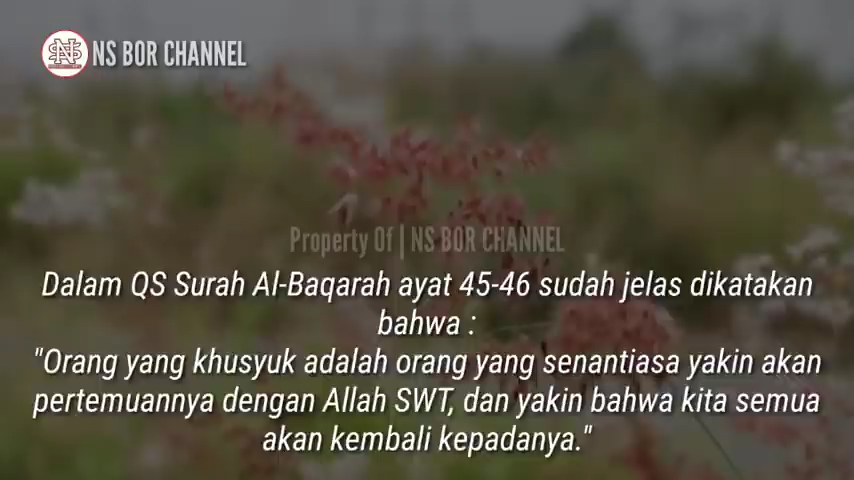 NS BOR CHANNEL
Property Of | NS BOR CHANNEL
Dalam QS Surah Al-Baqarah ayat 45-46 sudah jelas dikatakan
bahwa :
"Orang yang khusyuk adalah orang yang senantiasa yakin akan
pertemuannya dengan Allah SWT, dan yakin bahwa kita semua
akan kembali kepadanya."